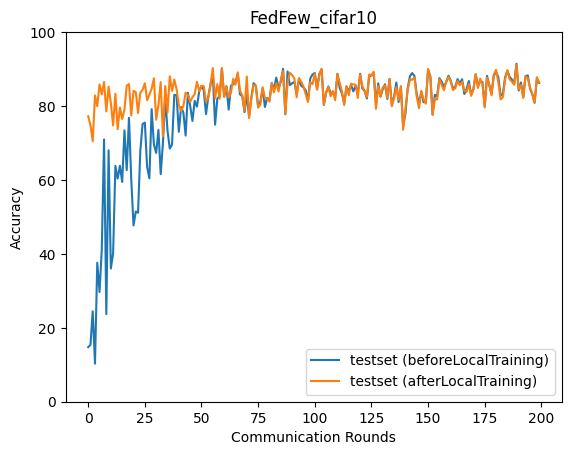 FedFew_cifar10
100
80
60
40
20
0
Accuracy
0 25 50 75 100 125 150 175 200
Communication Rounds
testset (beforeLocalTraining)
testset (afterLocalTraining)